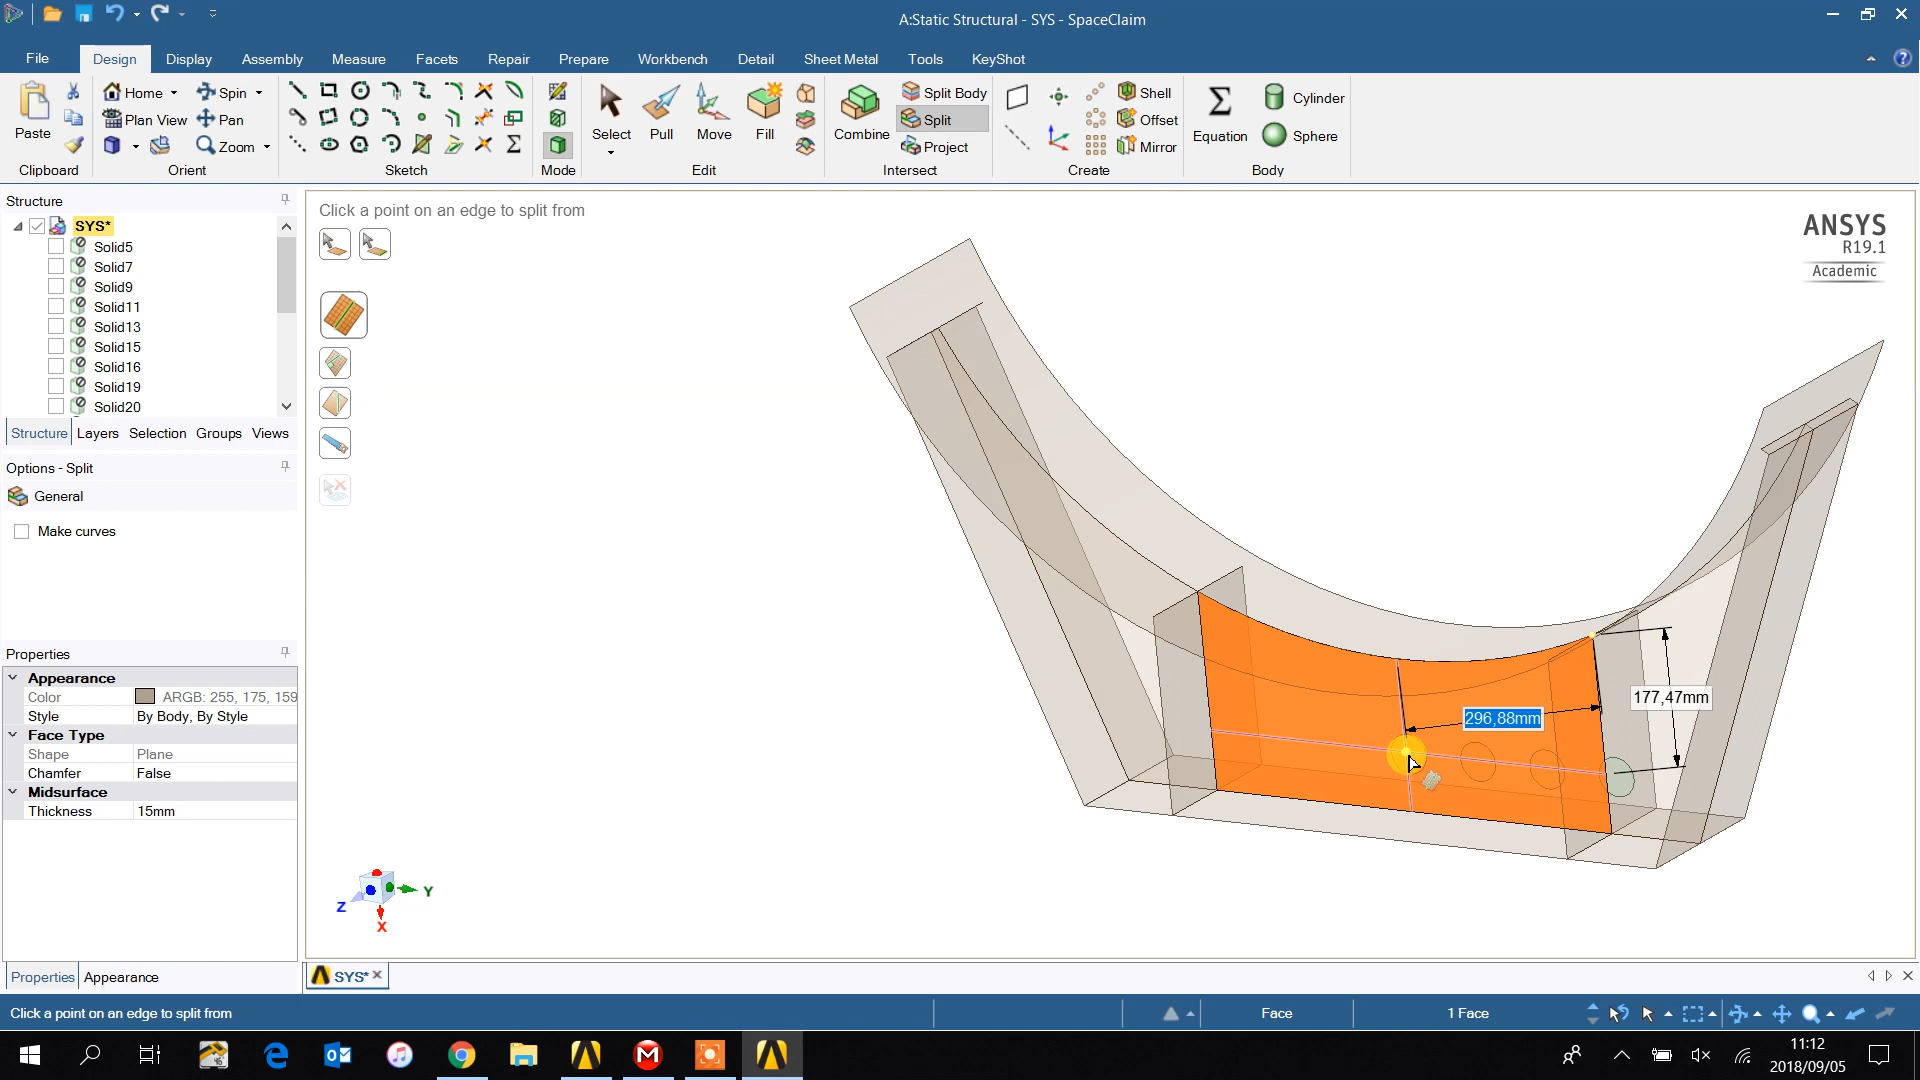 A:Static Structural - SYS - SpaceClaim
File Design Display Assembly Measure Facets Repair Prepare Workbench Detail Sheet Metal Tools KeyShot
Paste
Clipboard
Home Spin
Plan View Pan
Zoom
Orient
Sketch
Mode
Select Pull Move Fill
Edit
Combine
Split Body
Split
Project
Intersect
Shell
Offset
Mirror
Create
Equation
Cylinder
Sphere
Body
Structure
SYS*
Solid5
Solid7
Solid9
Solid11
Solid13
Solid15
Solid16
Solid19
Solid20
Structure Layers Selection Groups Views
Options - Split
General
Make curves
Properties
Appearance
Color ARGB: 255, 175, 159
Style By Body, By Style
Face Type
Shape Plane
Chamfer False
Midsurface
Thickness 15mm
Properties Appearance
Click a point on an edge to split from
ANSYS
R19.1
Academic
177,47mm
296,88mm
Z
Y
X
SYS*
Click a point on an edge to split from Face 1 Face
11:12
2018/09/05